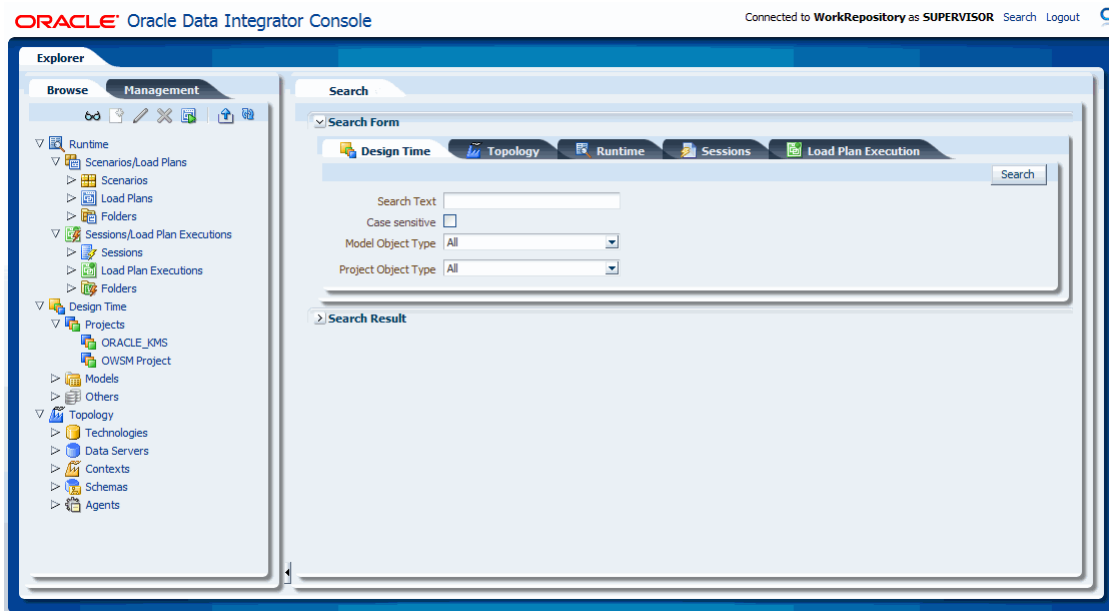 ORACLE Oracle Data Integrator Console
Connected to WorkRepository as SUPERVISOR Search Logout
Explorer
Browse Management
Runtime
Scenarios/Load Plans
Scenarios
Load Plans
Folders
Sessions/Load Plan Executions
Sessions
Load Plan Executions
Folders
Design Time
Projects
ORACLE_KMS
OWSM Project
Models
Others
Topology
Technologies
Data Servers
Contexts
Schemas
Agents
Search
Search Form
Design Time Topology Runtime Sessions Load Plan Execution
Search
Search Text
Case sensitive
Model Object Type All
Project Object Type All
Search Result